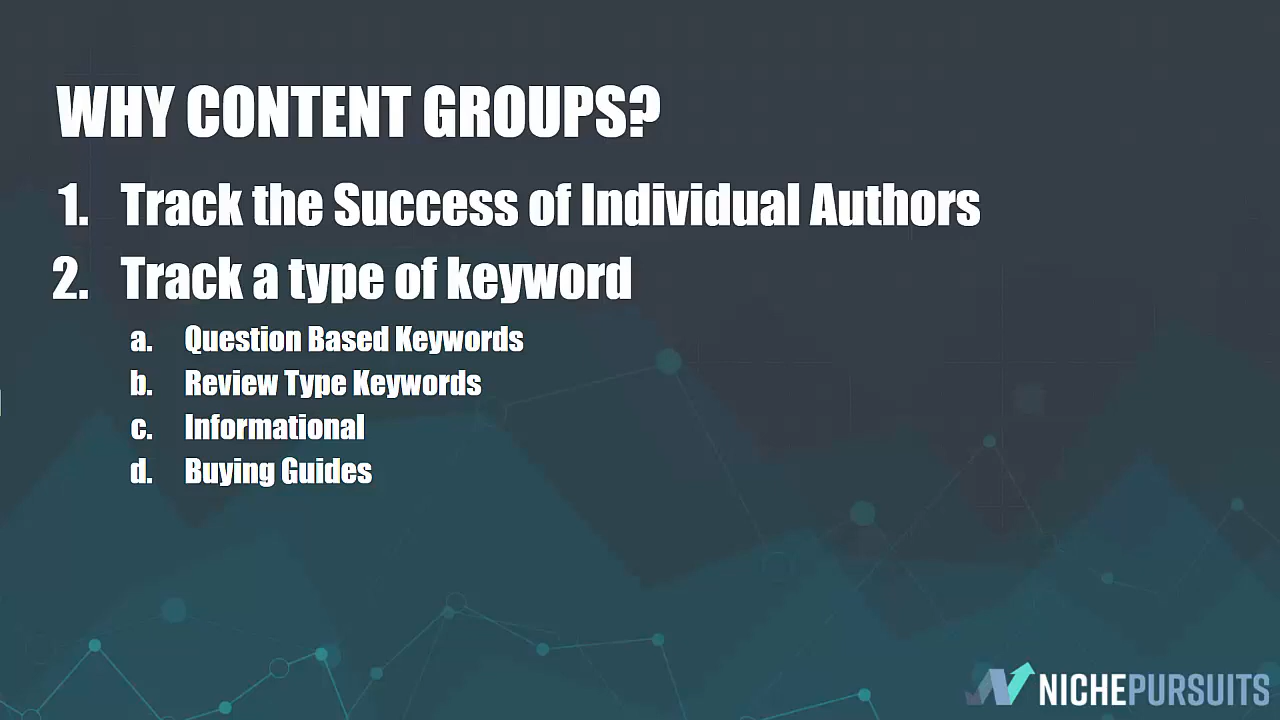 WHY CONTENT GROUPS?
1. Track the Success of Individual Authors
2. Track a type of keyword
a. Question Based Keywords
b. Review Type Keywords
c. Informational
d. Buying Guides
NICHEPURSUITS